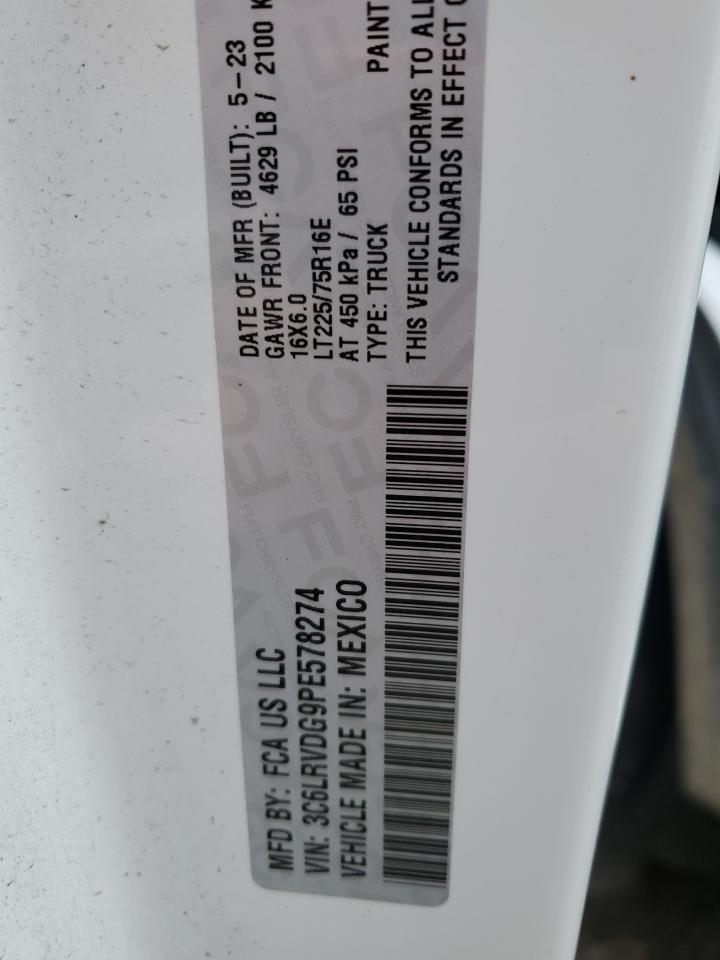 MFD BY: FCA US LLC
VIN: 3C6LRVDG9PE578274
VEHICLE MADE IN: MEXICO
DATE OF MFR (BUILT): 5-23
GAWR FRONT: 4629 LB / 2100 K
16X6.0
LT225/75R16E
AT 450 kPa / 65 PSI
TYPE: TRUCK PAINT
THIS VEHICLE CONFORMS TO ALL
STANDARDS IN EFFECT O